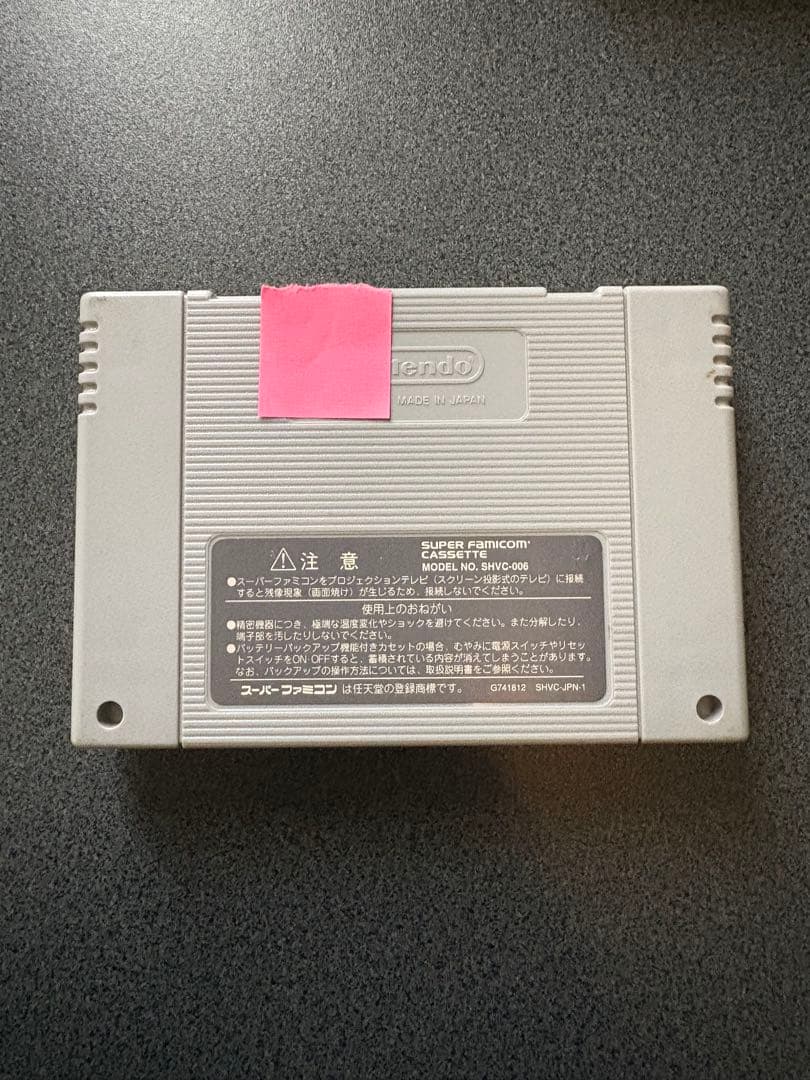 endo
MADE IN JAPAN
注 意
SUPER FAMICOM
CASSETTE
MODEL NO. SHVC-006
●スーパーファミコンをプロジェクションテレビ(スクリーン投影式のテレビ)に接続
すると残像現象(画面焼け)が生じるため、接続しないでください。
使用上のおねがい
●精密機器につき、極端な温度変化やショックを避けてください。また分解したり、
端子部を汚したりしないでください。
●バッテリーバックアップ機能付きカセットの場合、むやみに電源スイッチやリセッ
トスイッチをON OFFすると、蓄積されている内容が消えてしまうことがあります。
なお、バックアップの操作方法については、取扱説明書をご参照ください。
スーパーファミコン は任天堂の登録商標です。
G741812 SHVC-JPN-1